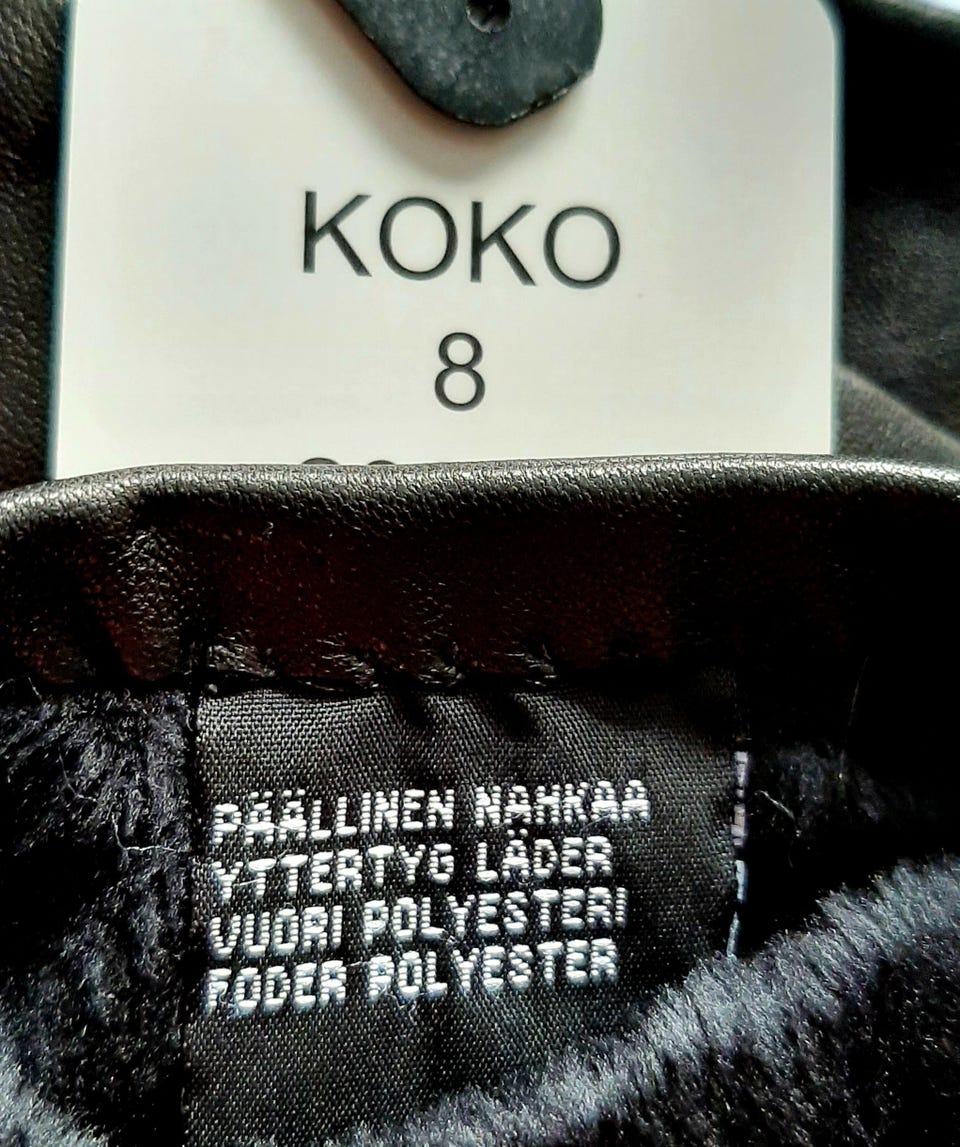 KOKO
8
PÄÄLLINEN NAHKAA
YTTERTYG LÄDER
VUORI POLYESTERI
FODER POLYESTER